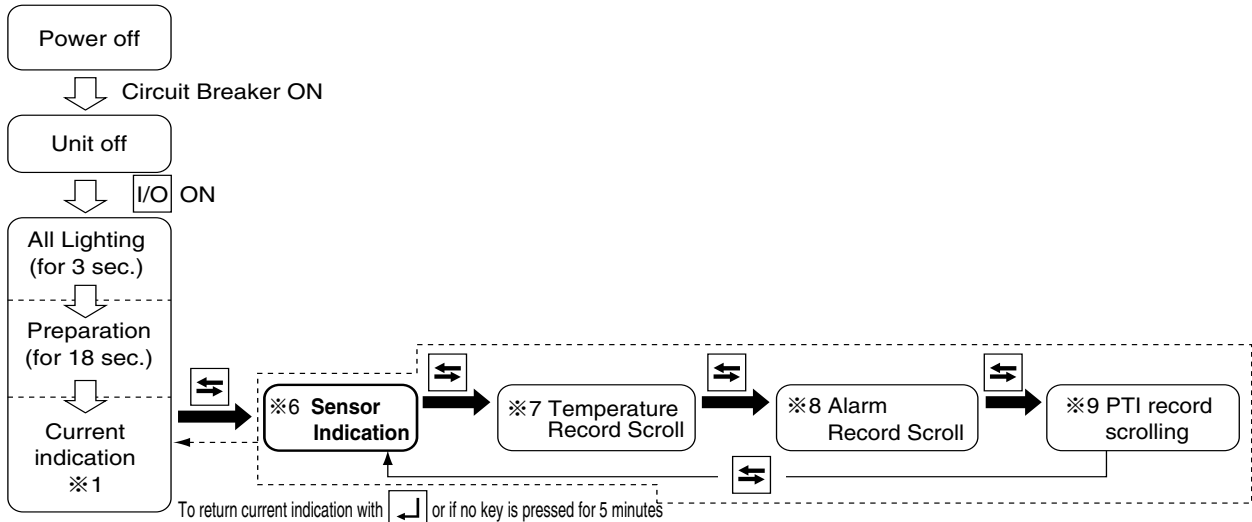 Power off
Circuit Breaker ON
Unit off
I/O ON
All Lighting
(for 3 sec.)
Preparation
(for 18 sec.)
Current
indication
※1
※6 Sensor
Indication
※7 Temperature
Record Scroll
※8 Alarm
Record Scroll
※9 PTI record
scrolling
To return current indication with ↵ or if no key is pressed for 5 minutes